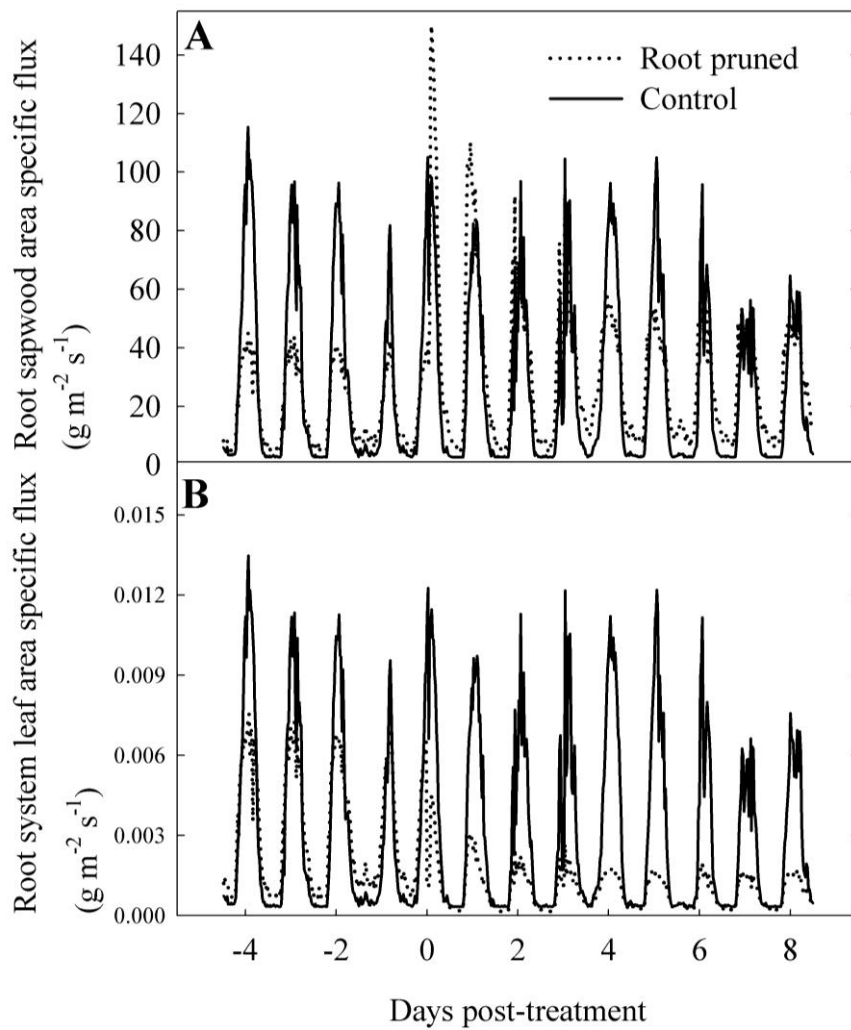 A
Root pruned
Control
Root sapwood area specific flux
(g m⁻² s⁻¹)
140
120
100
80
60
40
20
0
B
Root system leaf area specific flux
(g m⁻² s⁻¹)
0.015
0.012
0.009
0.006
0.003
0.000
-4 -2 0 2 4 6 8
Days post-treatment